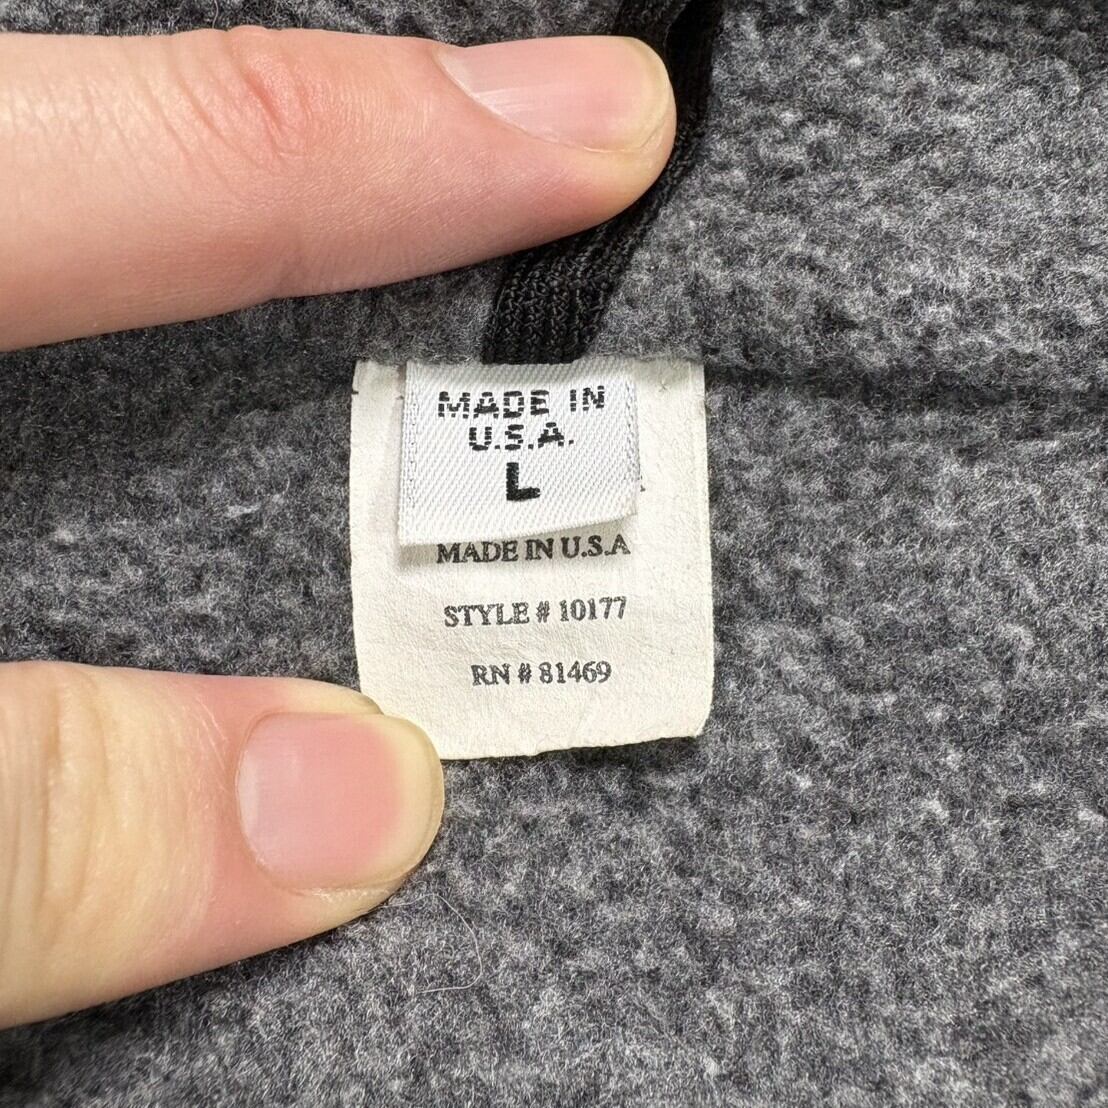 MADE IN
U.S.A.
L
MADE IN U.S.A
STYLE # 10177
RN # 81469